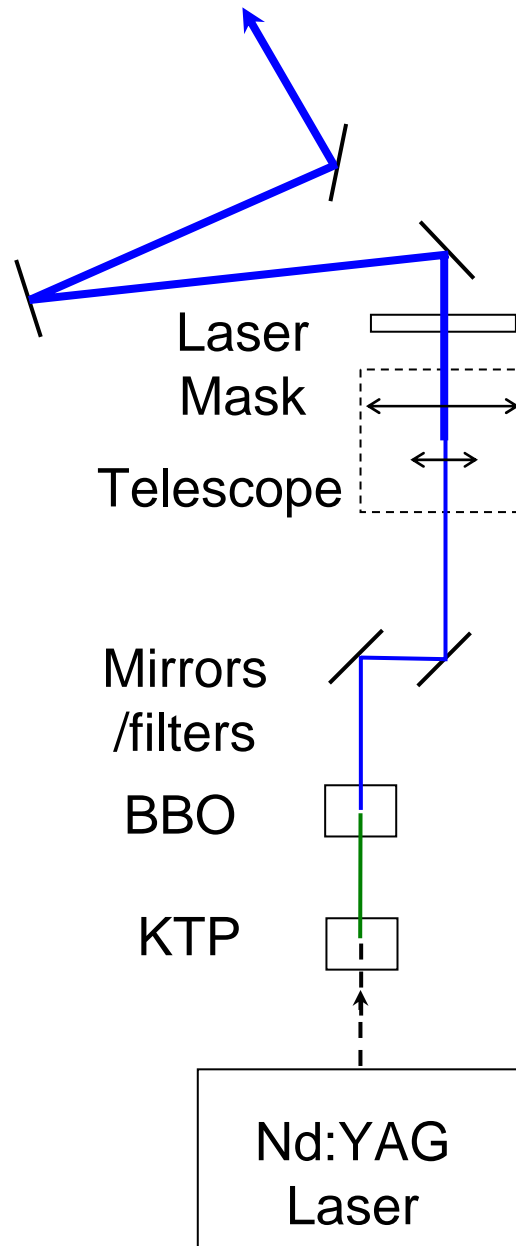 Laser
Mask
Telescope
Mirrors
/filters
BBO
KTP
Nd:YAG
Laser